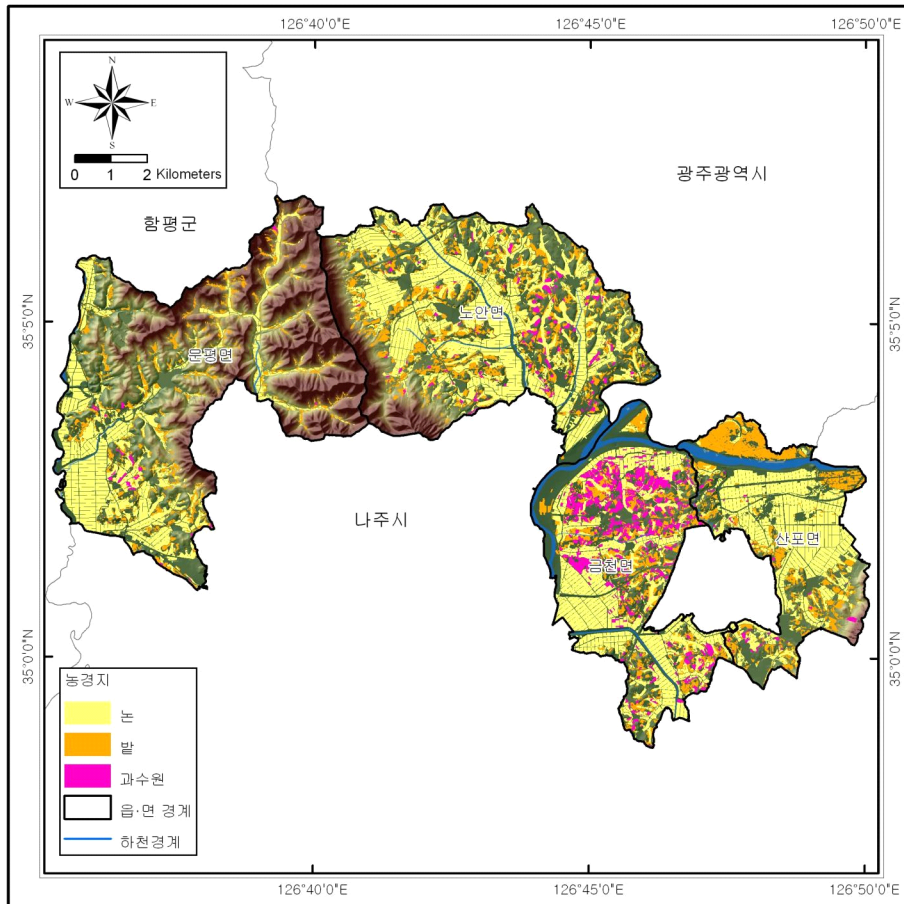 126°40'0"E
126°45'0"E
126°50'0"E
N
W
E
S
0 1 2 Kilometers
광주광역시
함평군
35°5'0"N
35°5'0"N
노안면
문평면
나주시
산포면
금천면
35°0'0"N
35°0'0"N
농경지
논
밭
과수원
읍·면 경계
하천경계
126°40'0"E
126°45'0"E
126°50'0"E